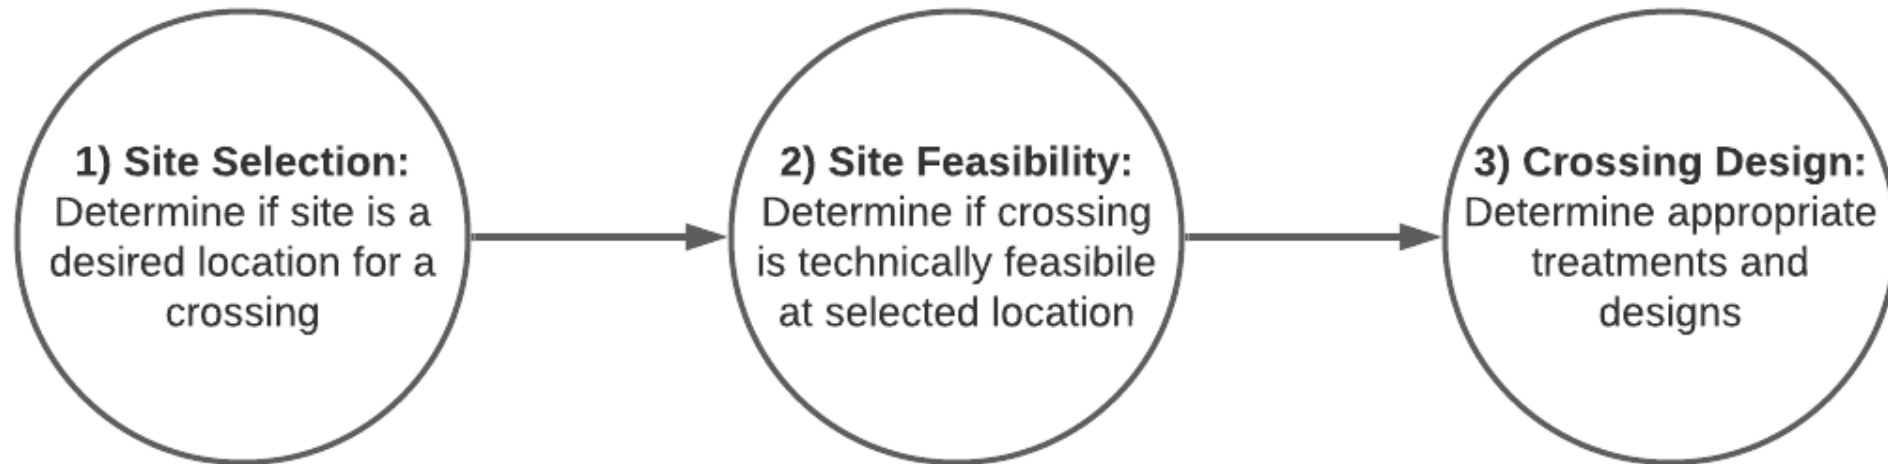 1) Site Selection:
Determine if site is a
desired location for a
crossing
2) Site Feasibility:
Determine if crossing
is technically feasibile
at selected location
3) Crossing Design:
Determine appropriate
treatments and
designs